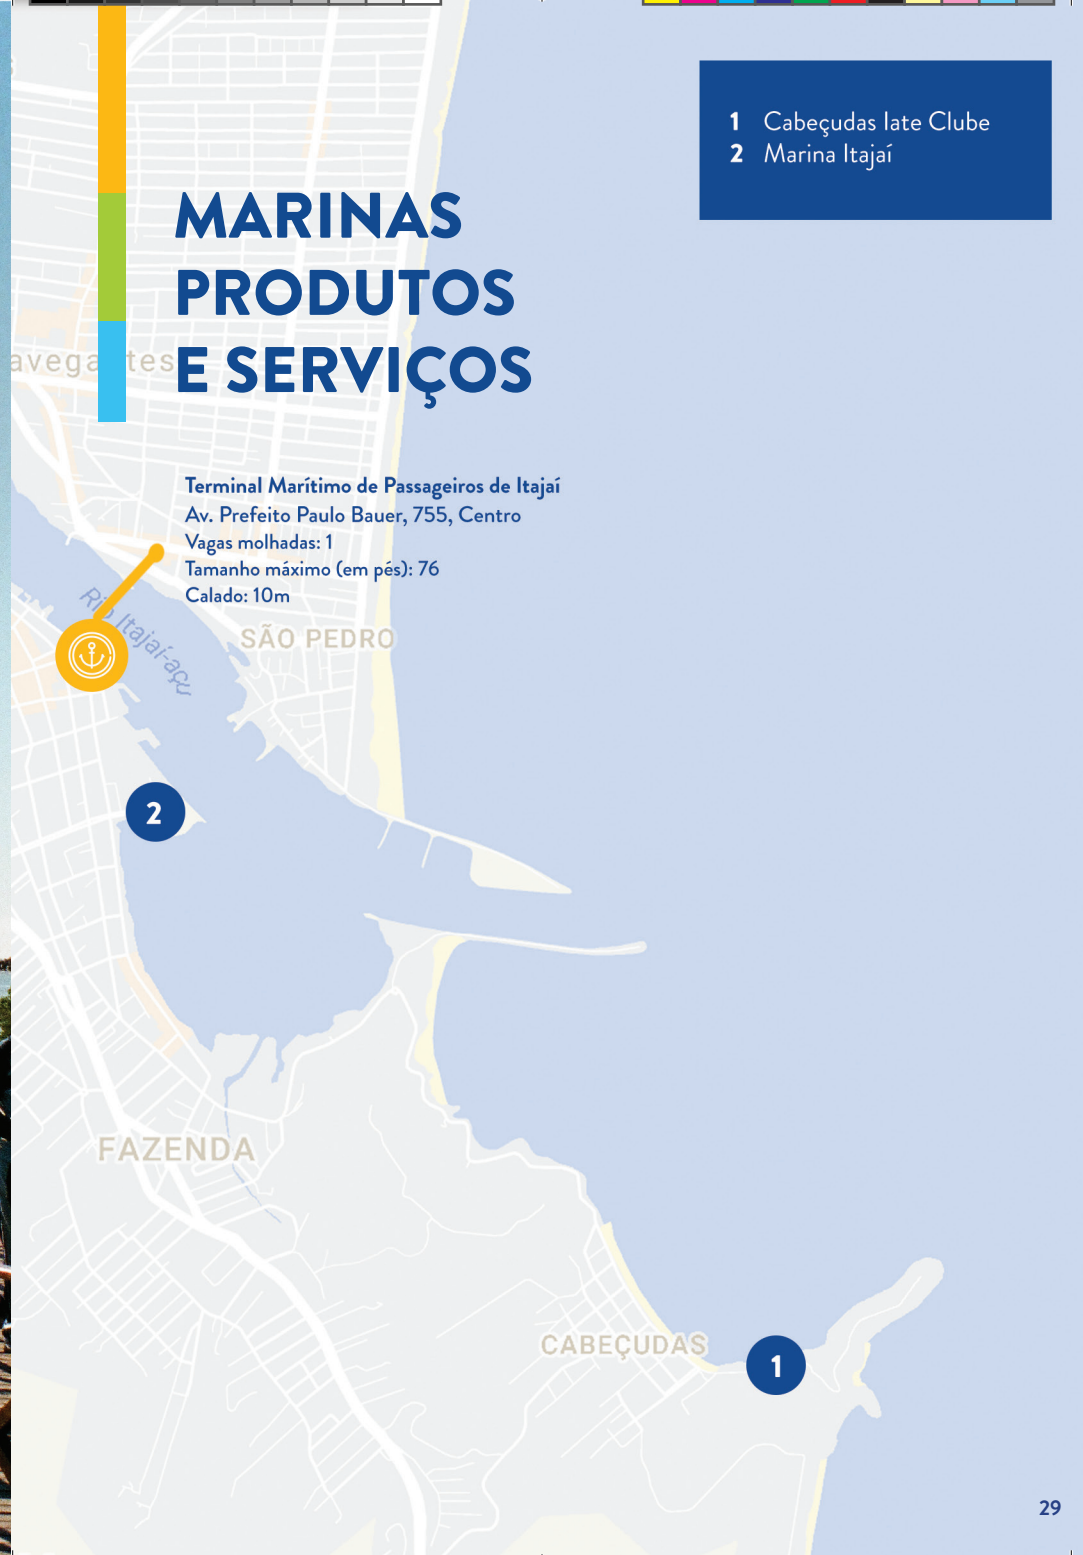 1 Cabeçudas Iate Clube
2 Marina Itajaí
MARINAS
PRODUTOS
E SERVIÇOS
avega tes
Terminal Marítimo de Passageiros de Itajaí
Av. Prefeito Paulo Bauer, 755, Centro
Vagas molhadas: 1
Tamanho máximo (em pés): 76
Calado: 10m
Rio Itajaí-açu
SÃO PEDRO
2
FAZENDA
CABEÇUDAS
1
29